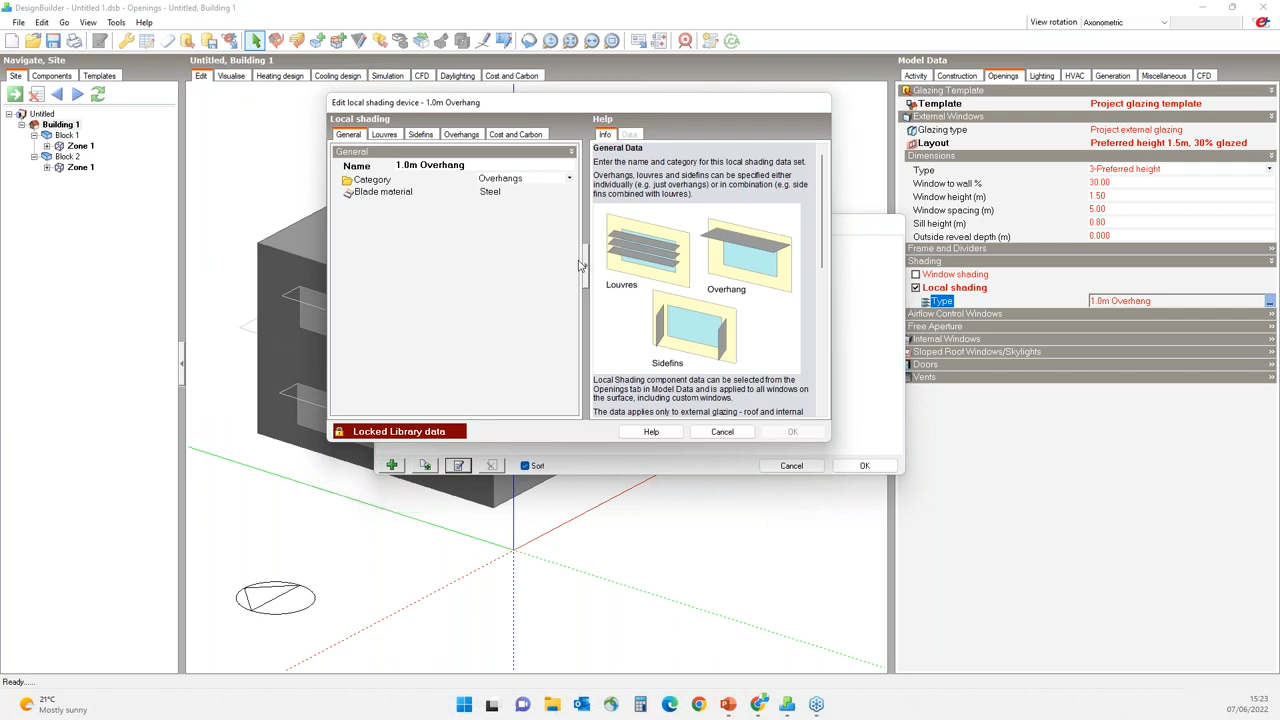 DesignBuilder - Untitled 1.dsb - Openings - Untitled, Building 1
File Edit Go View Tools Help
View rotation Axonometric
Navigate, Site
Untitled, Building 1
Model Data
Site Components Templates
Edit Visualise Heating design Cooling design Simulation CFD Daylighting Cost and Carbon
Activity Construction Openings Lighting HVAC Generation Miscellaneous CFD
Untitled
Building 1
Block 1
Zone 1
Block 2
Zone 1
Edit local shading device - 1.0m Overhang
Local shading
General Louvres Sidefins Overhangs Cost and Carbon
General
Name 1.0m Overhang
Category Overhangs
Blade material Steel
Locked Library data
Help
Info Data
General Data
Enter the name and category for this local shading data set.
Overhangs, louvres and sidefins can be specified either
individually (e.g. just overhangs) or in combination (e.g. side
fins combined with louvres).
Louvres
Overhang
Sidefins
Local Shading component data can be selected from the
Openings tab in Model Data and is applied to all windows on
the surface, including custom windows.
The data applies only to external glazing - roof and internal
Help Cancel OK
Sort
Cancel OK
Glazing Template
Template Project glazing template
External Windows
Glazing type Project external glazing
Layout Preferred height 1.5m, 30% glazed
Dimensions
Type 3-Preferred height
Window to wall % 30.00
Window height (m) 1.50
Window spacing (m) 5.00
Sill height (m) 0.80
Outside reveal depth (m) 0.000
Frame and Dividers
Shading
Window shading
Local shading
Type 1.0m Overhang
Airflow Control Windows
Free Aperture
Internal Windows
Sloped Roof Windows/Skylights
Doors
Vents
Ready.....
21°C
Mostly sunny
15:23
07/06/2022